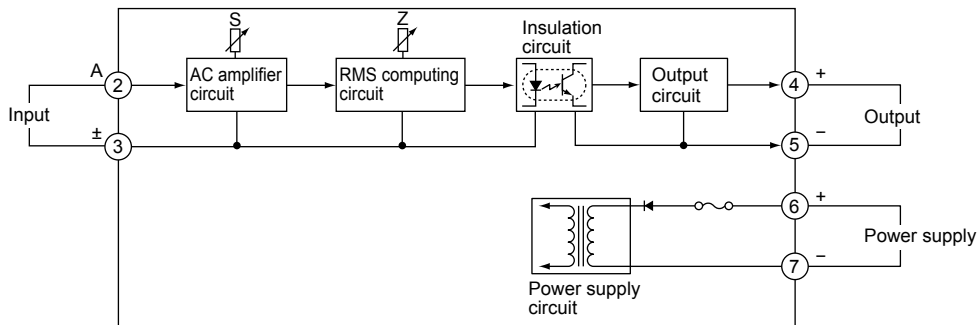 S
Z
Insulation
circuit
A
2
AC amplifier
circuit
RMS computing
circuit
Output
circuit
4
+
Input
Output
±
3
5
−
6
+
Power supply
7
−
Power supply
circuit